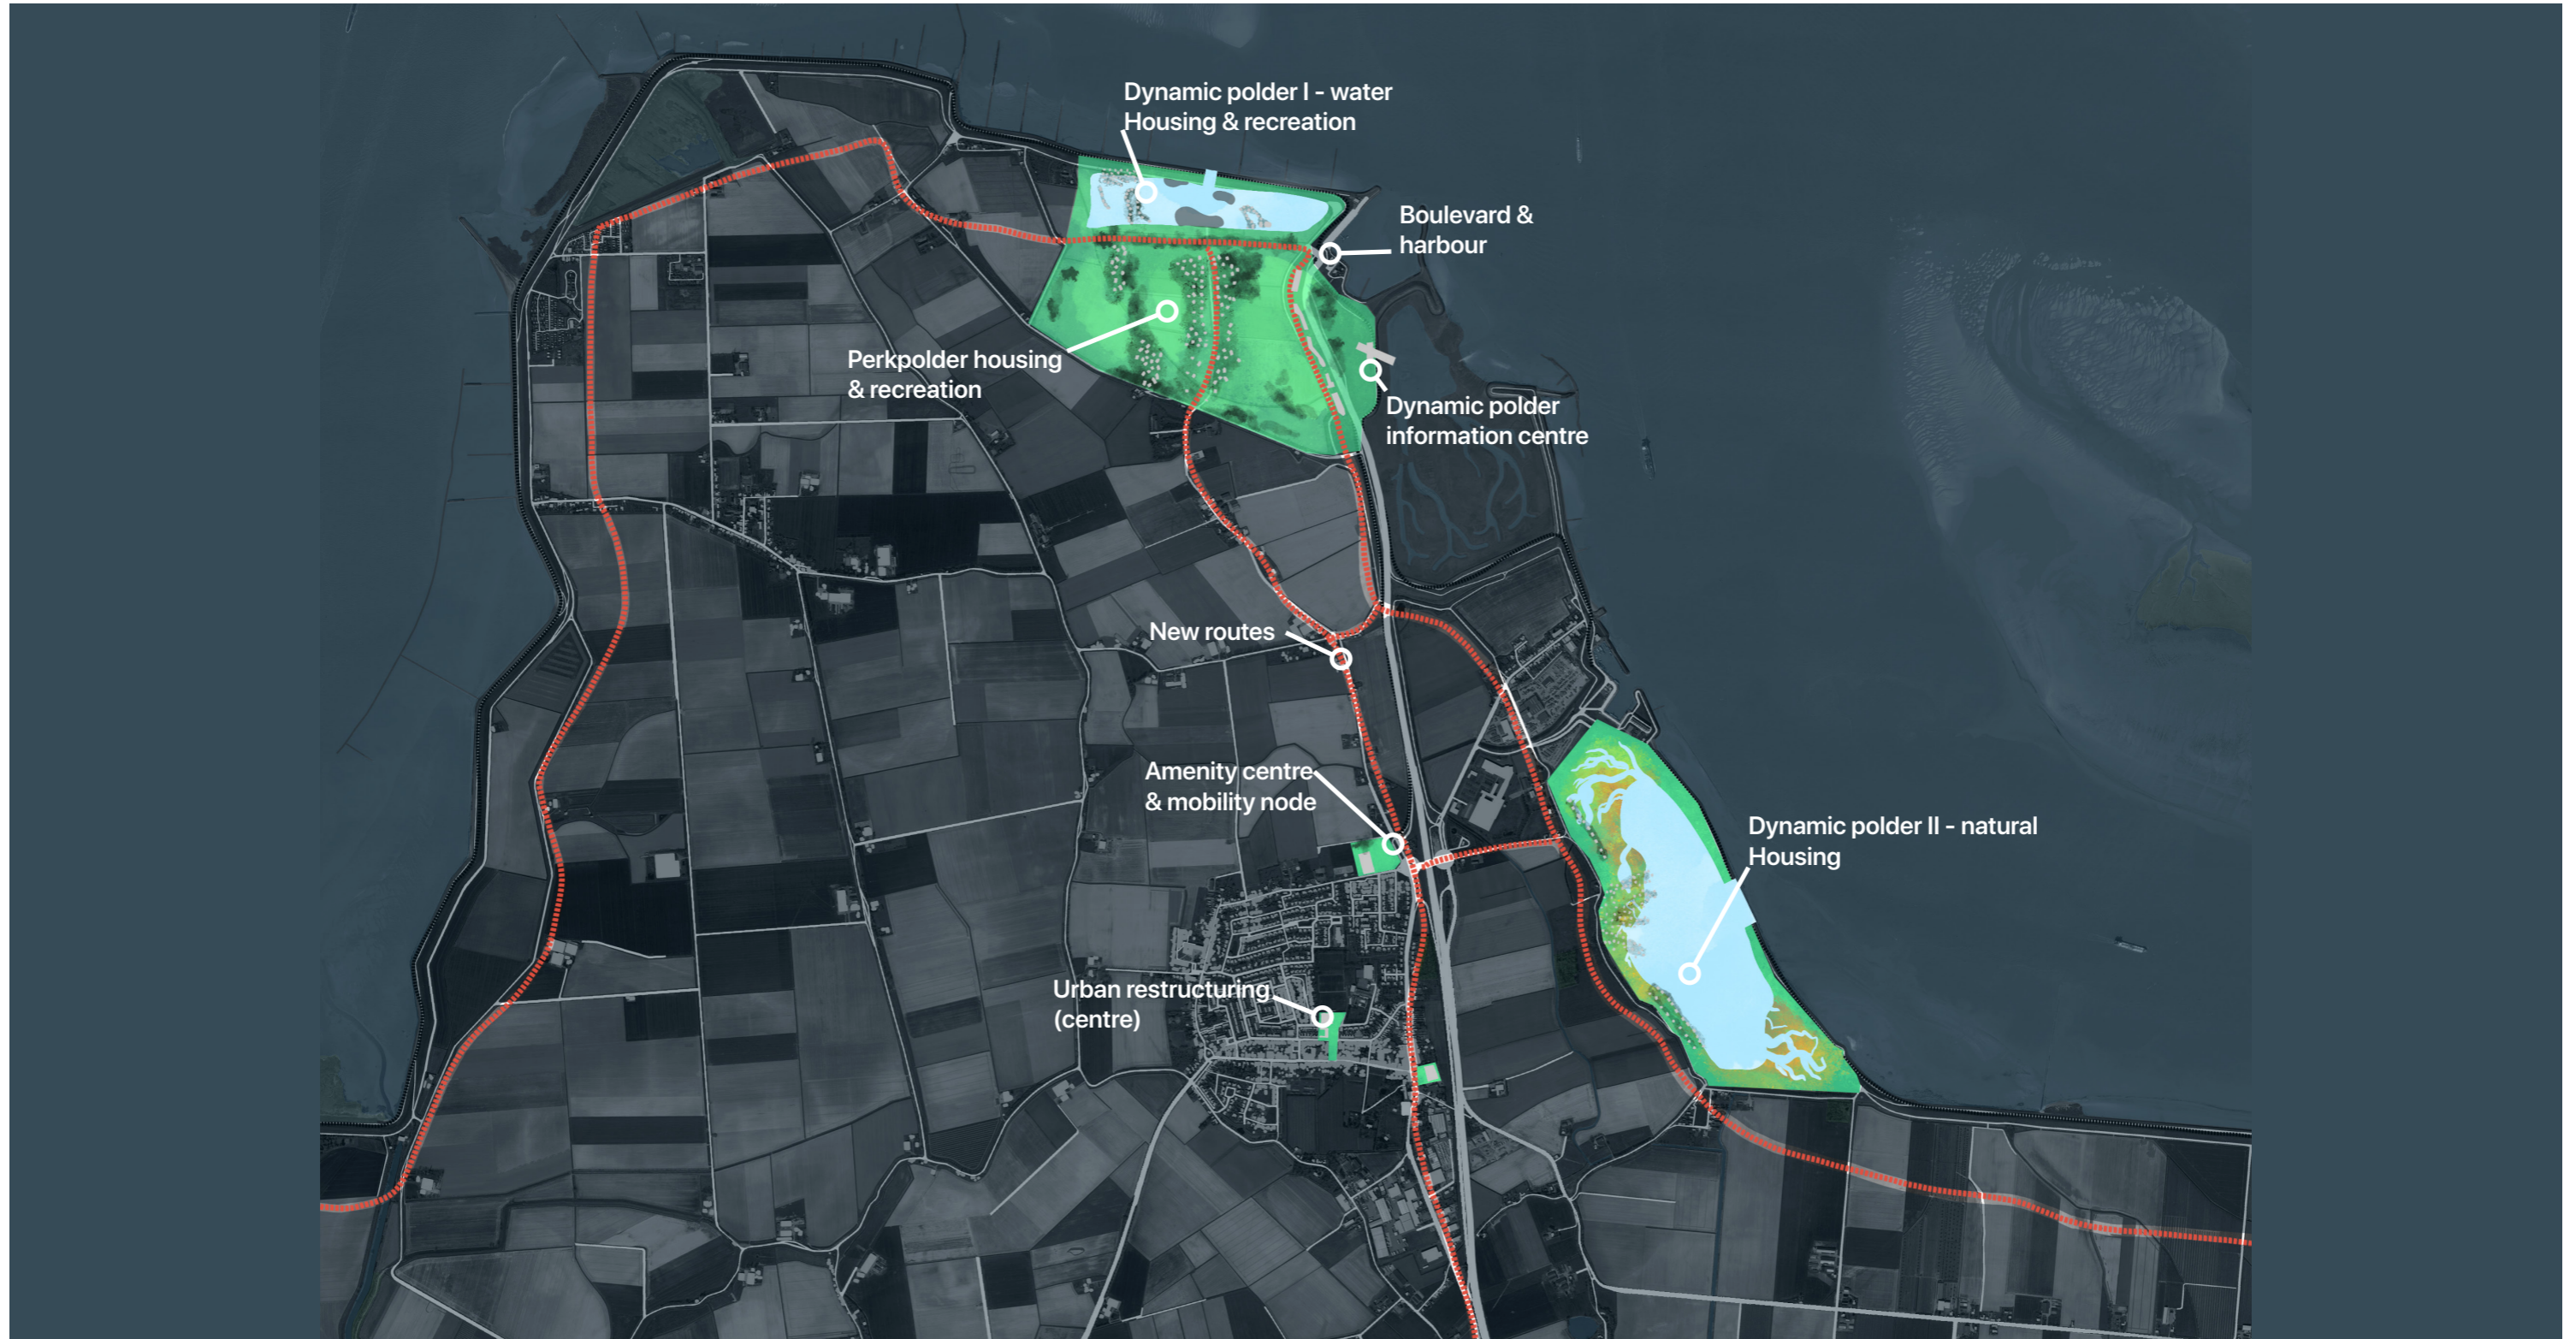 Dynamic polder I - water
Housing & recreation
Boulevard &
harbour
Perkpolder housing
& recreation
Dynamic polder
information centre
New routes
Amenity centre
& mobility node
Dynamic polder II - natural
Housing
Urban restructuring
(centre)